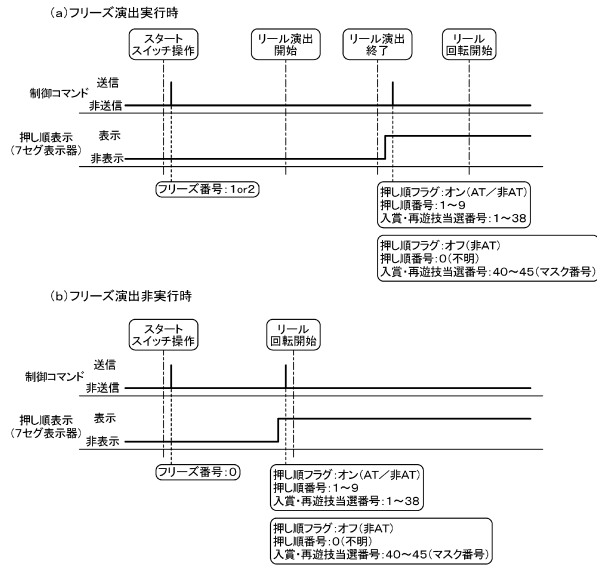 (a)フリーズ演出実行時
スタート
スイッチ操作
リール演出
開始
リール演出
終了
リール
回転開始
制御コマンド
送信
非送信
押し順表示
(7セグ表示器)
表示
非表示
フリーズ番号:1or2
押し順フラグ:オン(AT/非AT)
押し順番号:1~9
入賞・再遊技当選番号:1~38
押し順フラグ:オフ(非AT)
押し順番号:0(不明)
入賞・再遊技当選番号:40~45(マスク番号)
(b)フリーズ演出非実行時
スタート
スイッチ操作
リール
回転開始
制御コマンド
送信
非送信
押し順表示
(7セグ表示器)
表示
非表示
フリーズ番号:0
押し順フラグ:オン(AT/非AT)
押し順番号:1~9
入賞・再遊技当選番号:1~38
押し順フラグ:オフ(非AT)
押し順番号:0(不明)
入賞・再遊技当選番号:40~45(マスク番号)